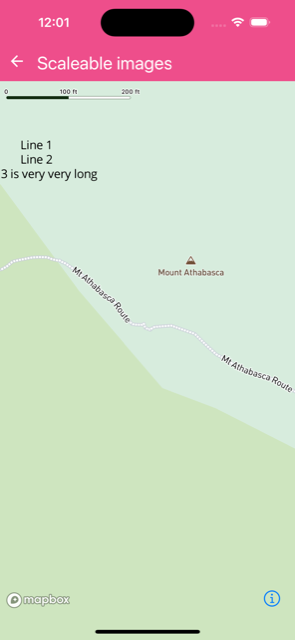 12:01
Scaleable images
0 100 ft 200 ft
Line 1
Line 2
3 is very very long
Mount Athabasca
Mt Athabasca Route
Mt Athabasca Route
mapbox